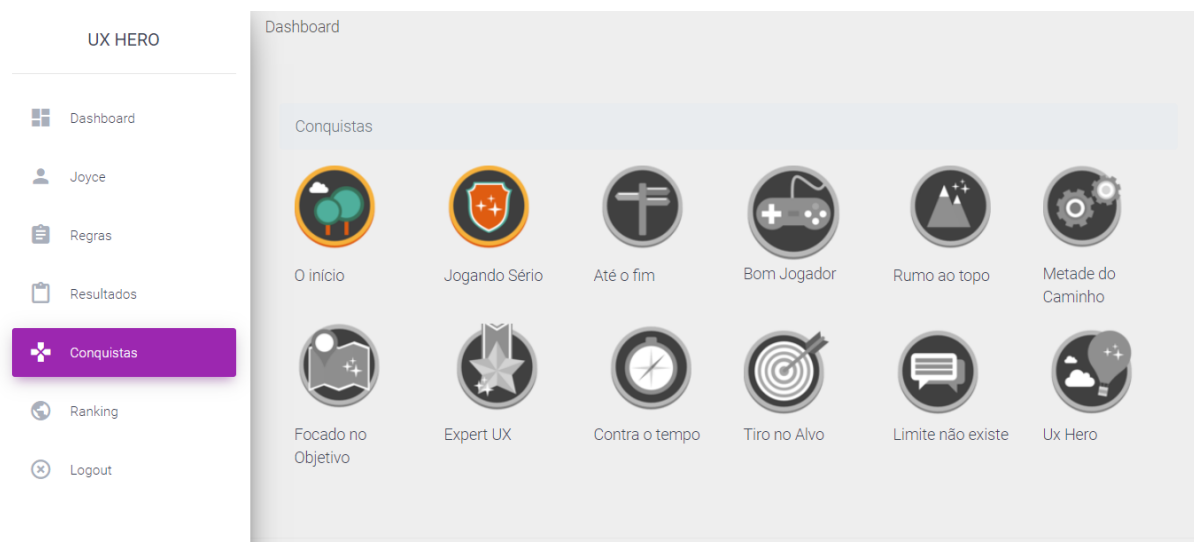 UX HERO
Dashboard
Joyce
Regras
Resultados
Conquistas
Ranking
Logout
Dashboard
Conquistas
O início
Jogando Sério
Até o fim
Bom Jogador
Rumo ao topo
Metade do
Caminho
Focado no
Objetivo
Expert UX
Contra o tempo
Tiro no Alvo
Limite não existe
Ux Hero